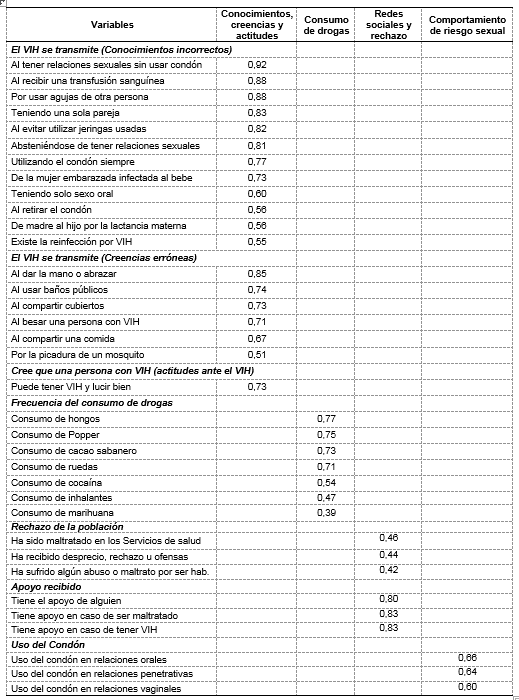 Variables Conocimientos, creencias y actitudes Consumo de drogas Redes sociales y rechazo Comportamiento de riesgo sexual
El VIH se transmite (Conocimientos incorrectos)
Al tener relaciones sexuales sin usar condón 0,92
Al recibir una transfusión sanguínea 0,88
Por usar agujas de otra persona 0,88
Teniendo una sola pareja 0,83
Al evitar utilizar jeringas usadas 0,82
Absteniéndose de tener relaciones sexuales 0,81
Utilizando el condón siempre 0,77
De la mujer embarazada infectada al bebe 0,73
Teniendo solo sexo oral 0,60
Al retirar el condón 0,56
De madre al hijo por la lactancia materna 0,56
Existe la reinfección por VIH 0,55
El VIH se transmite (Creencias erróneas)
Al dar la mano o abrazar 0,85
Al usar baños públicos 0,74
Al compartir cubiertos 0,73
Al besar una persona con VIH 0,71
Al compartir una comida 0,67
Por la picadura de un mosquito 0,51
Cree que una persona con VIH (actitudes ante el VIH)
Puede tener VIH y lucir bien 0,73
Frecuencia del consumo de drogas
Consumo de hongos 0,77
Consumo de Popper 0,75
Consumo de cacao sabanero 0,73
Consumo de ruedas 0,71
Consumo de cocaína 0,54
Consumo de inhalantes 0,47
Consumo de marihuana 0,39
Rechazo de la población
Ha sido maltratado en los Servicios de salud 0,46
Ha recibido desprecio, rechazo u ofensas 0,44
Ha sufrido algún abuso o maltrato por ser hab. 0,42
Apoyo recibido
Tiene el apoyo de alguien 0,80
Tiene apoyo en caso de ser maltratado 0,83
Tiene apoyo en caso de tener VIH 0,83
Uso del Condón
Uso del condón en relaciones orales 0,66
Uso del condón en relaciones penetrativas 0,64
Uso del condón en relaciones vaginales 0,60